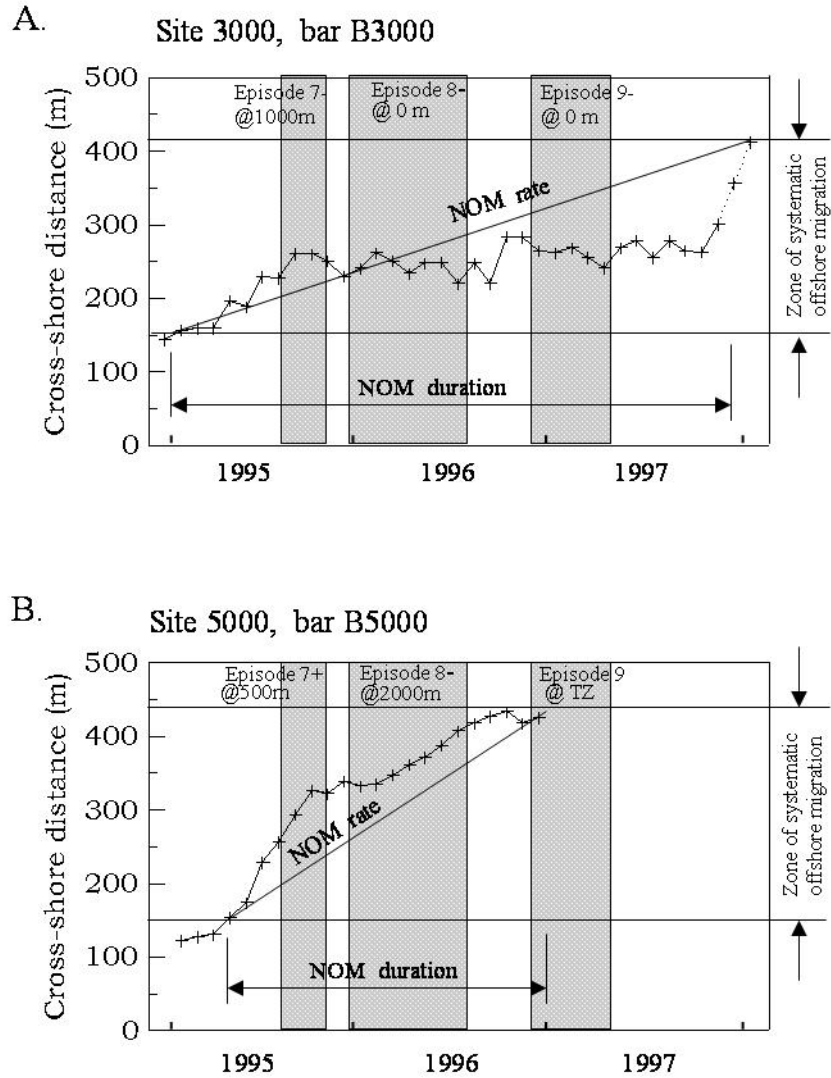 A.
Site 3000, bar B3000
Cross-shore distance (m)
500
400
300
200
100
0
Episode 7-
@1000m
Episode 8-
@ 0 m
Episode 9-
@ 0 m
NOM rate
NOM duration
Zone of systematic
offshore migration
1995
1996
1997
B.
Site 5000, bar B5000
Cross-shore distance (m)
500
400
300
200
100
0
Episode 7+
@500m
Episode 8-
@2000m
Episode 9
@ TZ
NOM rate
NOM duration
Zone of systematic
offshore migration
1995
1996
1997